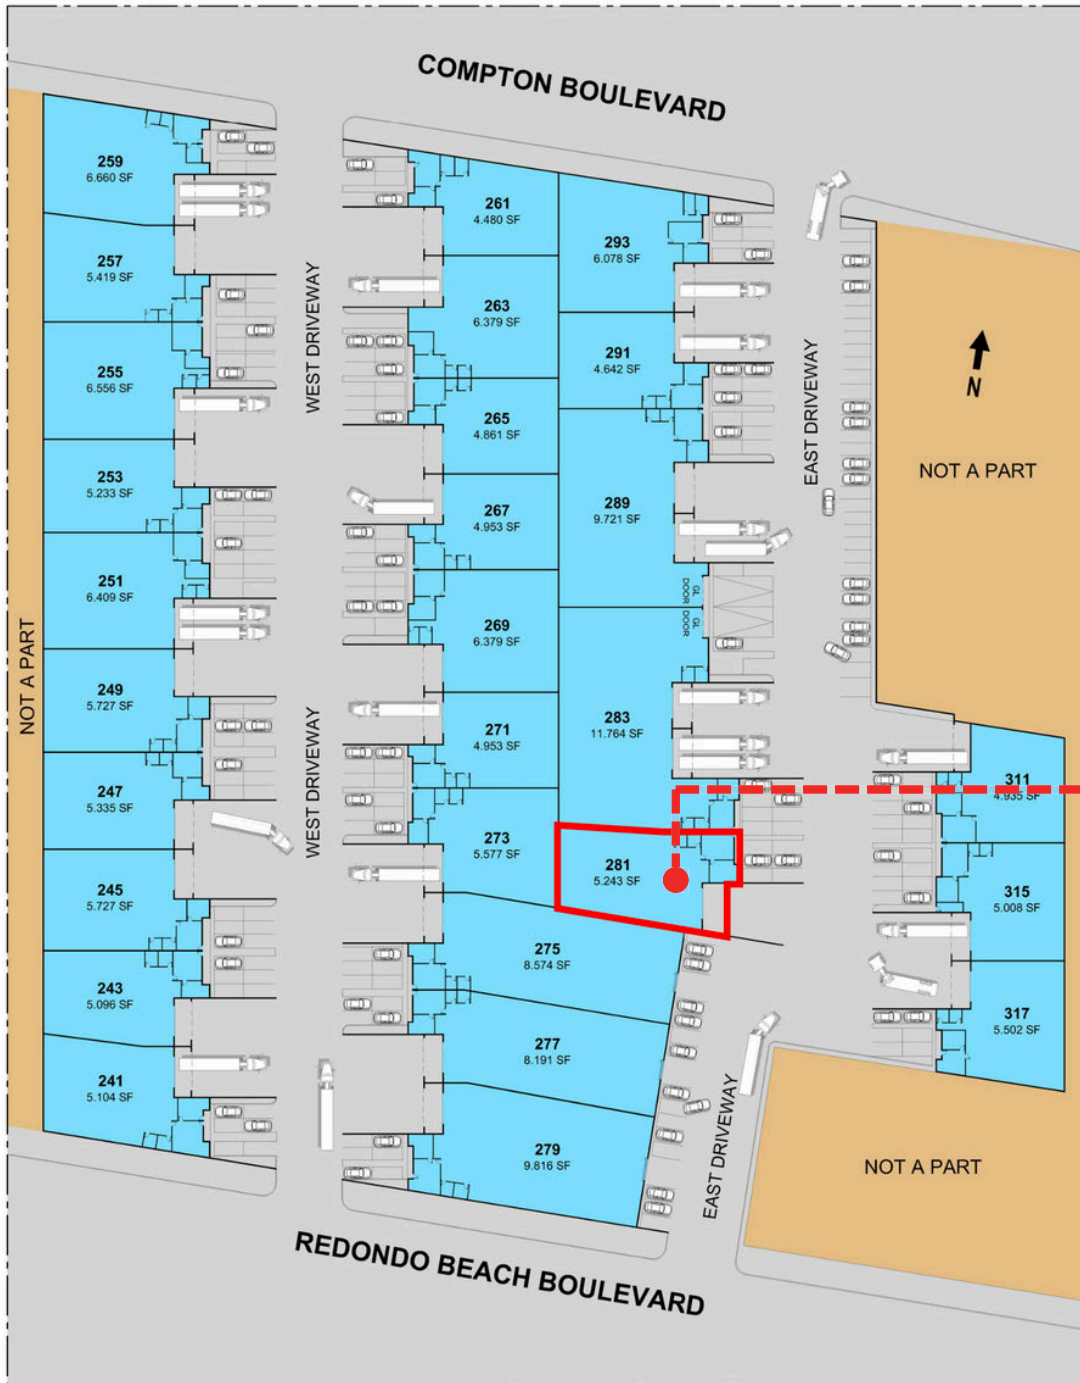 COMPTON BOULEVARD
259
6.660 SF
257
5.419 SF
255
6.556 SF
253
5.233 SF
251
6.409 SF
249
5.727 SF
247
5.335 SF
245
5.727 SF
243
5.096 SF
241
5.104 SF
NOT A PART
WEST DRIVEWAY
WEST DRIVEWAY
261
4.480 SF
263
6.379 SF
265
4.861 SF
267
4.953 SF
269
6.379 SF
271
4.953 SF
273
5.577 SF
275
8.574 SF
277
8.191 SF
279
9.816 SF
293
6.078 SF
291
4.642 SF
289
9.721 SF
GL
DOOR
GL
DOOR
283
11.764 SF
281
5.243 SF
EAST DRIVEWAY
EAST DRIVEWAY
N
NOT A PART
311
4.935 SF
315
5.008 SF
317
5.502 SF
NOT A PART
REDONDO BEACH BOULEVARD